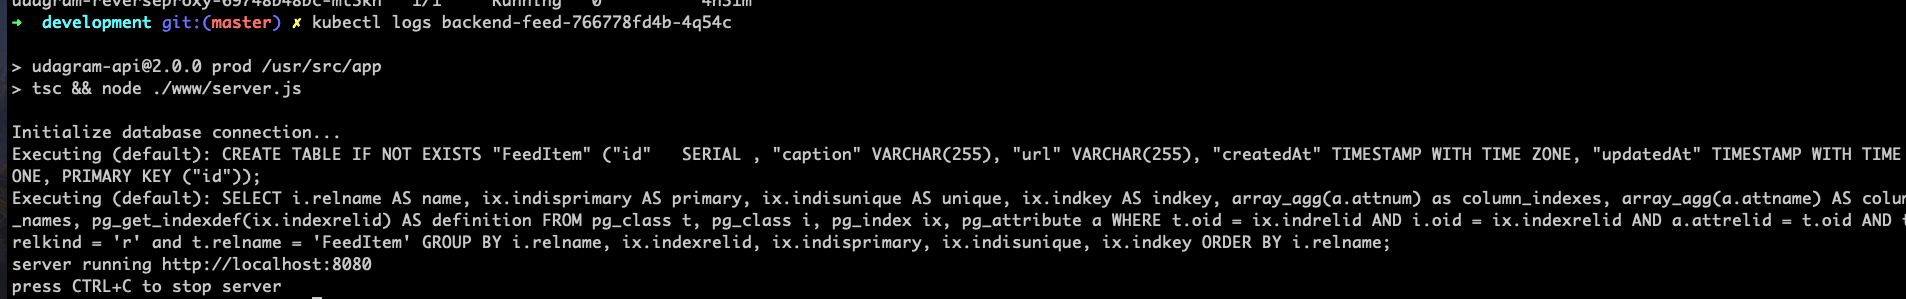 udagram-reverseproxy-69748b48bc-mt5kn   1/1     Running   0          4h51m
➜  development git:(master) ✗ kubectl logs backend-feed-766778fd4b-4q54c
> udagram-api@2.0.0 prod /usr/src/app
> tsc && node ./www/server.js
Initialize database connection...
Executing (default): CREATE TABLE IF NOT EXISTS "FeedItem" ("id"   SERIAL , "caption" VARCHAR(255), "url" VARCHAR(255), "createdAt" TIMESTAMP WITH TIME ZONE, "updatedAt" TIMESTAMP WITH TIME
ONE, PRIMARY KEY ("id"));
Executing (default): SELECT i.relname AS name, ix.indisprimary AS primary, ix.indisunique AS unique, ix.indkey AS indkey, array_agg(a.attnum) as column_indexes, array_agg(a.attname) AS colum
_names, pg_get_indexdef(ix.indexrelid) AS definition FROM pg_class t, pg_class i, pg_index ix, pg_attribute a WHERE t.oid = ix.indrelid AND i.oid = ix.indexrelid AND a.attrelid = t.oid AND t
relkind = 'r' and t.relname = 'FeedItem' GROUP BY i.relname, ix.indexrelid, ix.indisprimary, ix.indisunique, ix.indkey ORDER BY i.relname;
server running http://localhost:8080
press CTRL+C to stop server